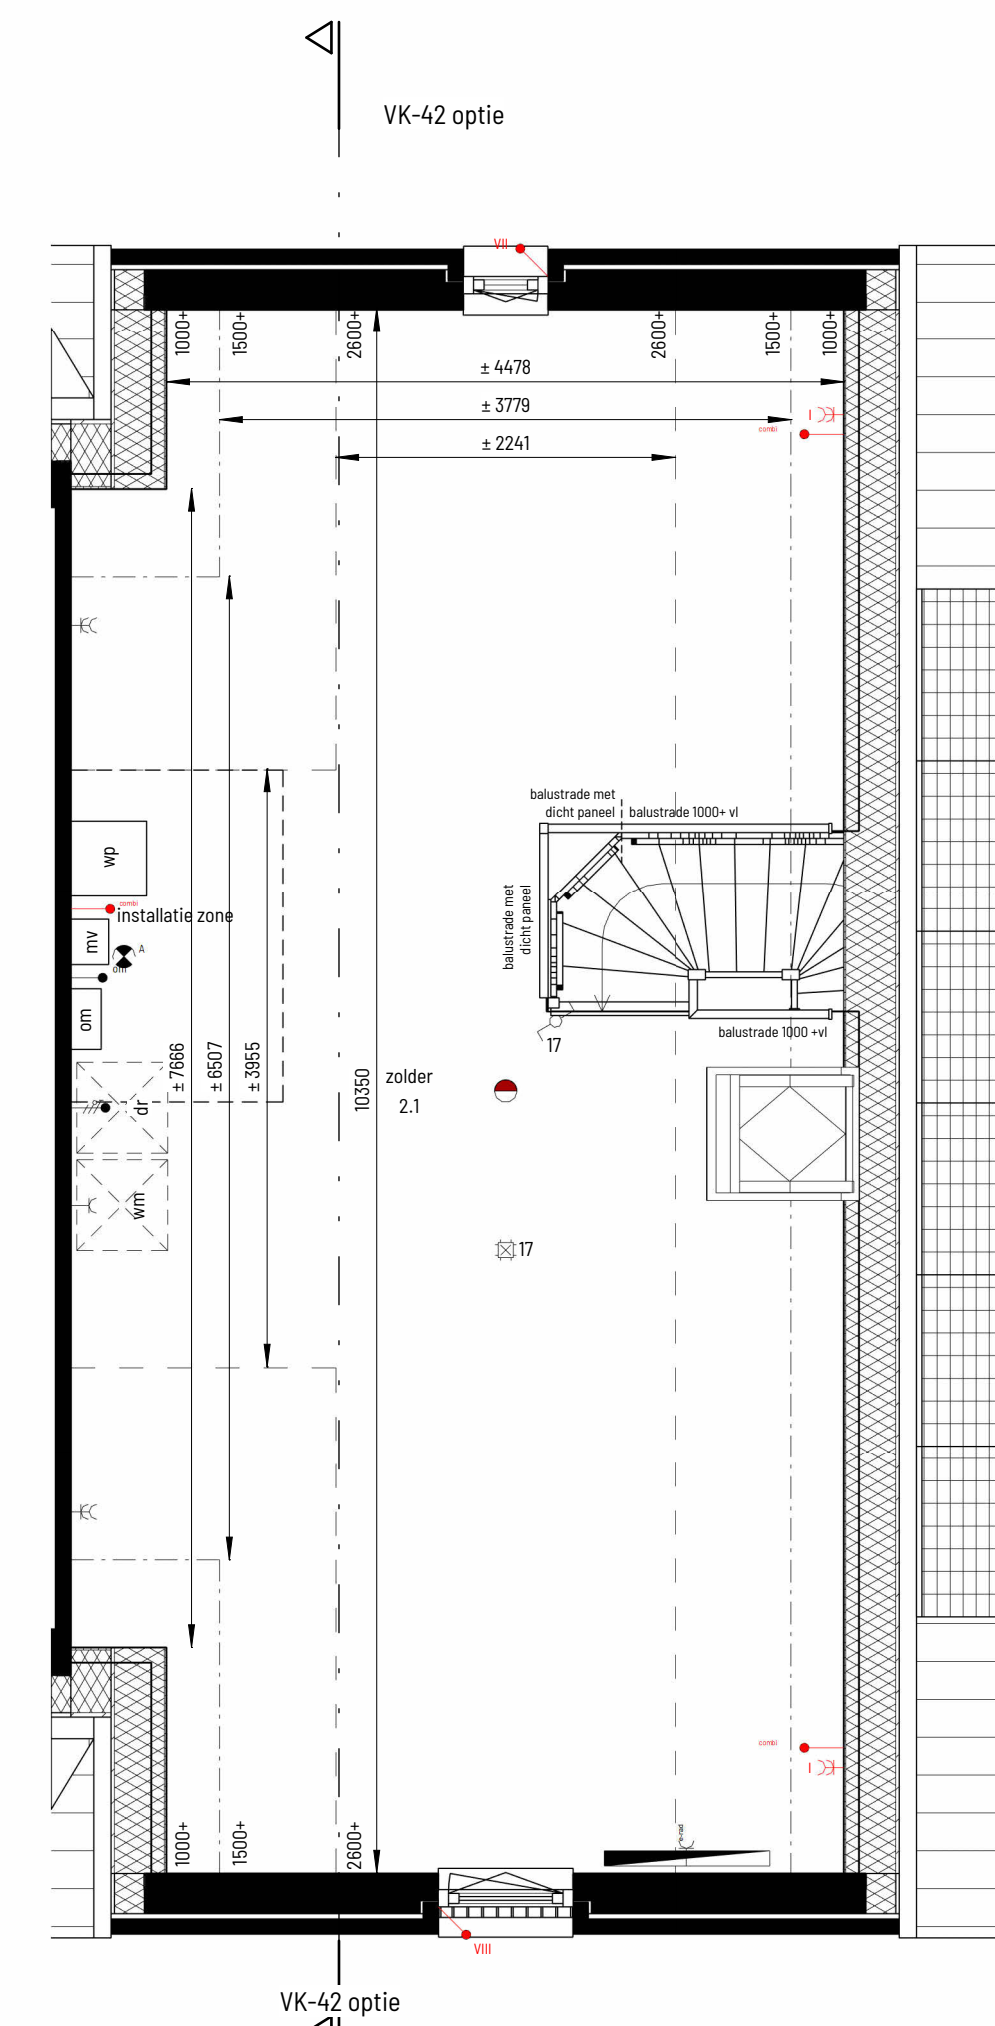 VK-42 optie
VII
1000+
1500+
2600+
2600+
1500+
1000+
± 4478
± 3779
± 2241
combi
balustrade met
dicht paneel
balustrade 1000+ vl
balustrade met
dicht paneel
wp
combi
installatie zone
mv
A
om
om
balustrade 1000 +vl
17
± 7666
± 6507
± 3955
10350
zolder
2.1
dr
wm
17
combi
e-rad
1000+
1500+
2600+
VIII
VK-42 optie